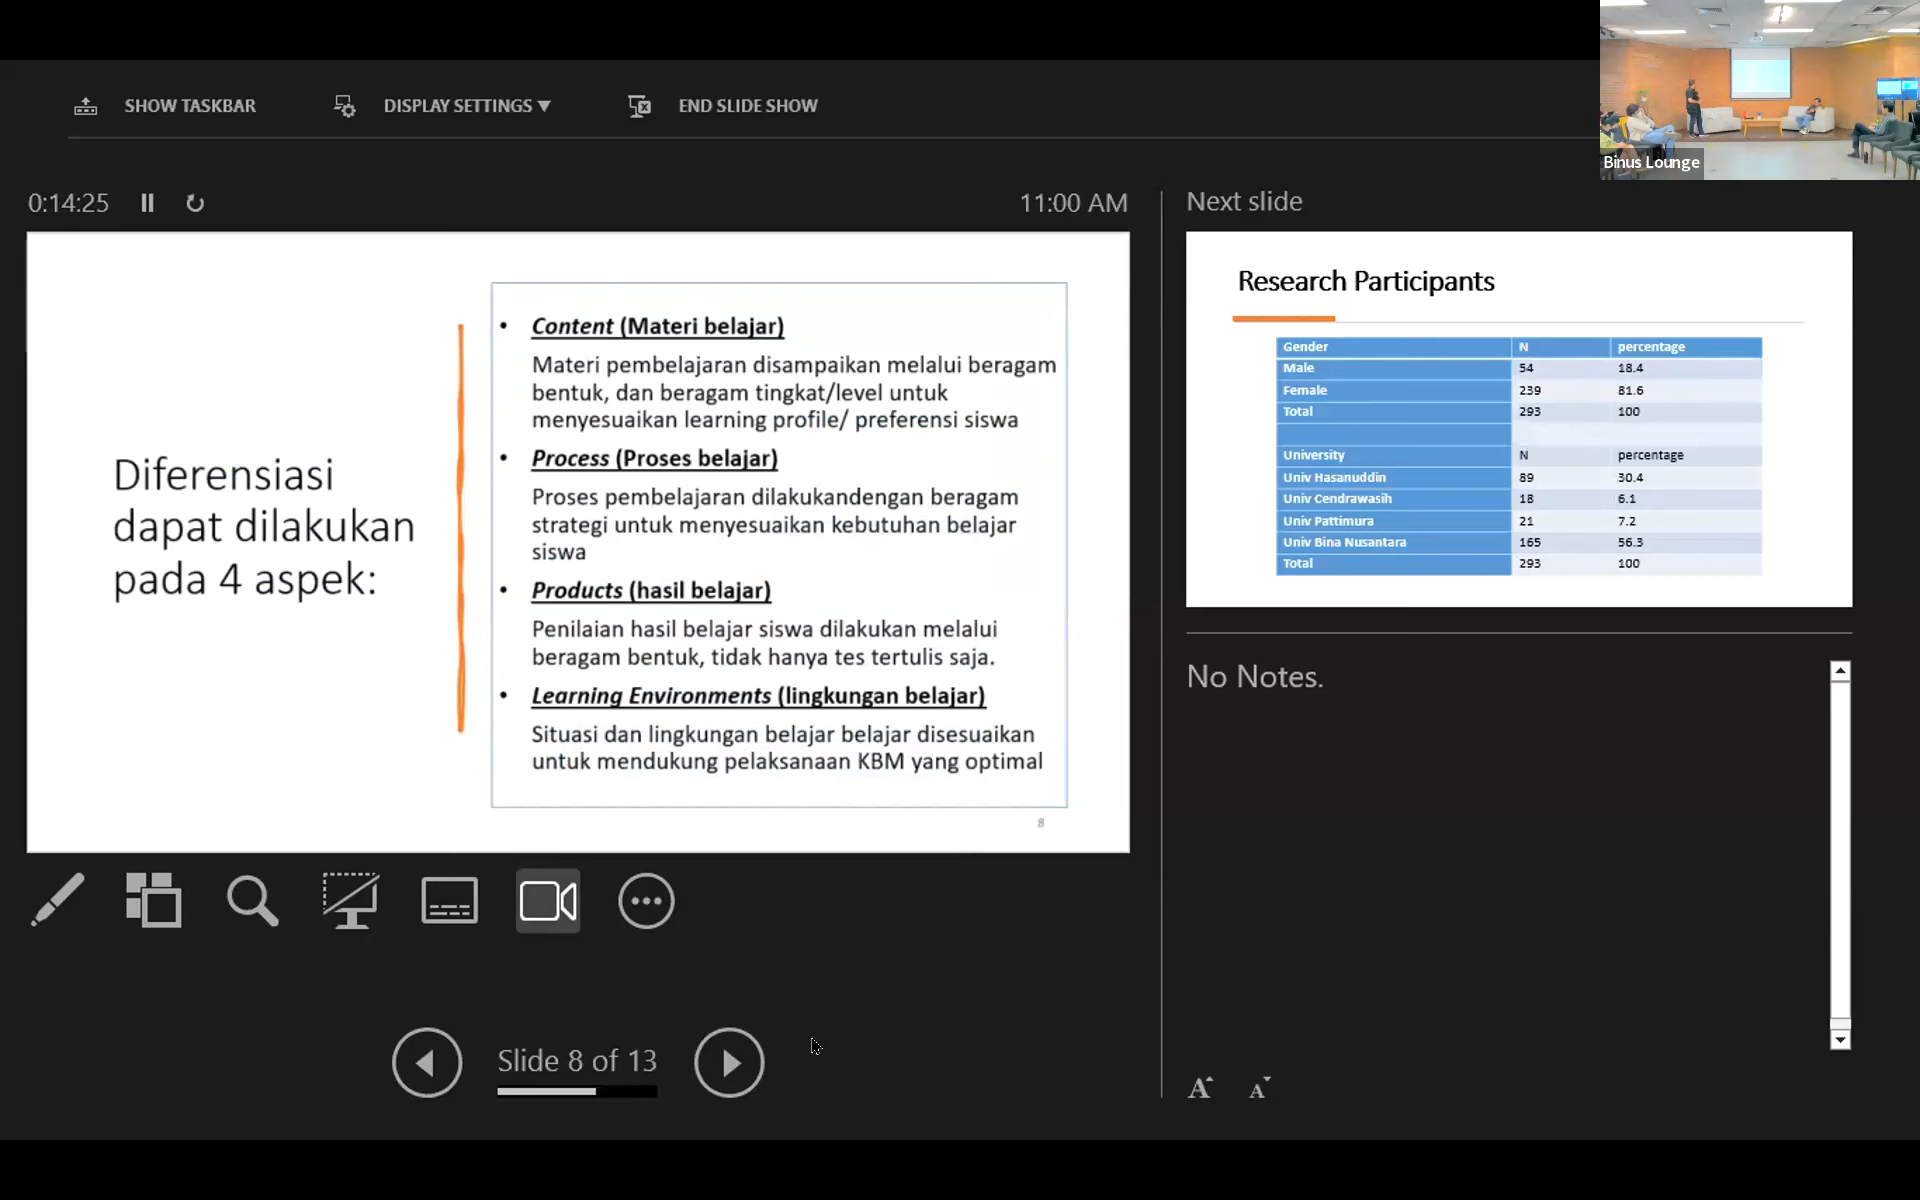 SHOW TASKBAR
DISPLAY SETTINGS
END SLIDE SHOW
Binus Lounge
0:14:25
11:00 AM
Diferensiasi
dapat dilakukan
pada 4 aspek:
• Content (Materi belajar)
Materi pembelajaran disampaikan melalui beragam
bentuk, dan beragam tingkat/level untuk
menyesuaikan learning profile/ preferensi siswa
• Process (Proses belajar)
Proses pembelajaran dilakukandengan beragam
strategi untuk menyesuaikan kebutuhan belajar
siswa
• Products (hasil belajar)
Penilaian hasil belajar siswa dilakukan melalui
beragam bentuk, tidak hanya tes tertulis saja.
• Learning Environments (lingkungan belajar)
Situasi dan lingkungan belajar belajar disesuaikan
untuk mendukung pelaksanaan KBM yang optimal
8
Next slide
Research Participants
Gender N percentage
Male 54 18.4
Female 239 81.6
Total 293 100
University N percentage
Univ Hasanuddin 89 30.4
Univ Cendrawasih 18 6.1
Univ Pattimura 21 7.2
Univ Bina Nusantara 165 56.3
Total 293 100
No Notes.
Slide 8 of 13
A A